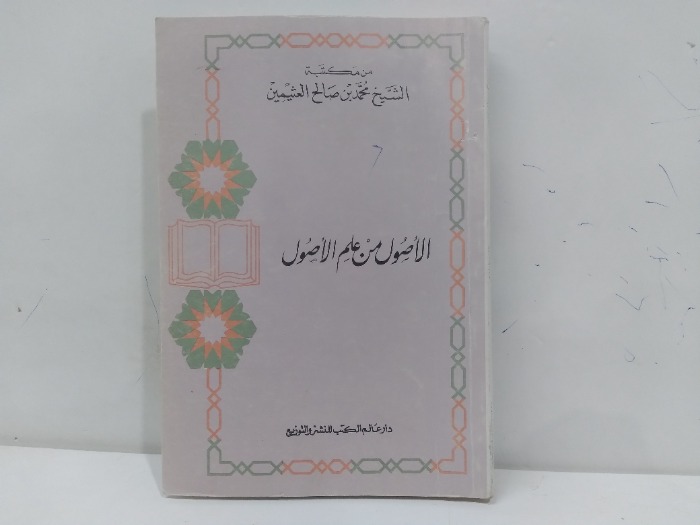 من مكتبة
الشيخ محمد بن صالح العثيمين
الأصول من علم الأصول
دار عالم الكتب للنشر والتوزيع